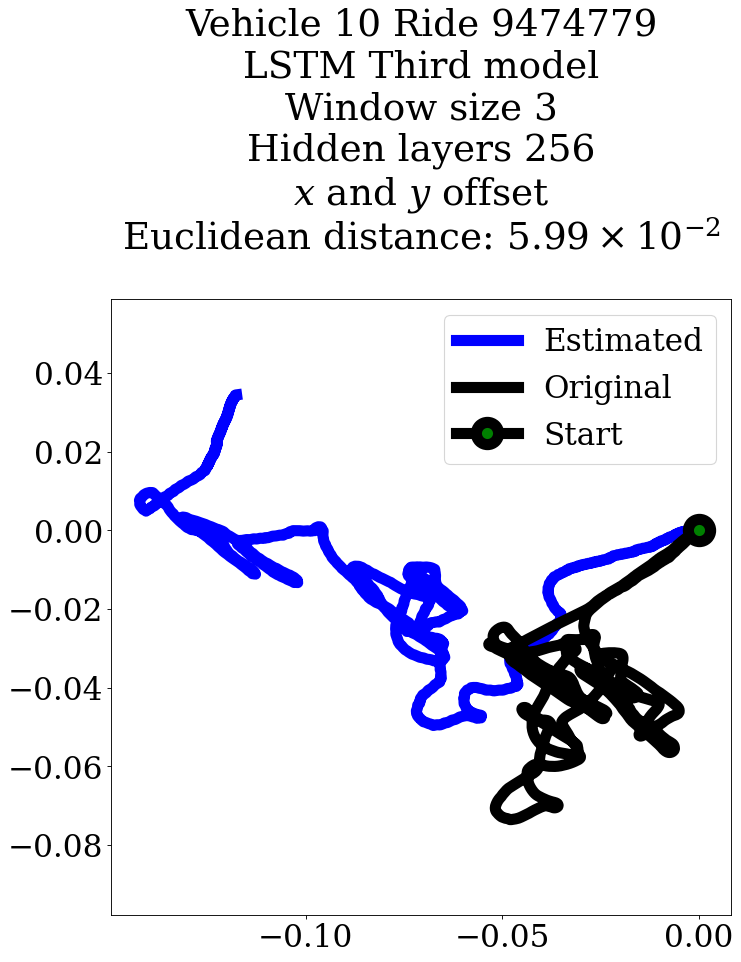 Vehicle 10 Ride 9474779
LSTM Third model
Window size 3
Hidden layers 256
x and y offset
Euclidean distance: 5.99 × 10⁻²
Estimated
Original
Start
0.04
0.02
0.00
−0.02
−0.04
−0.06
−0.08
−0.10 −0.05 0.00